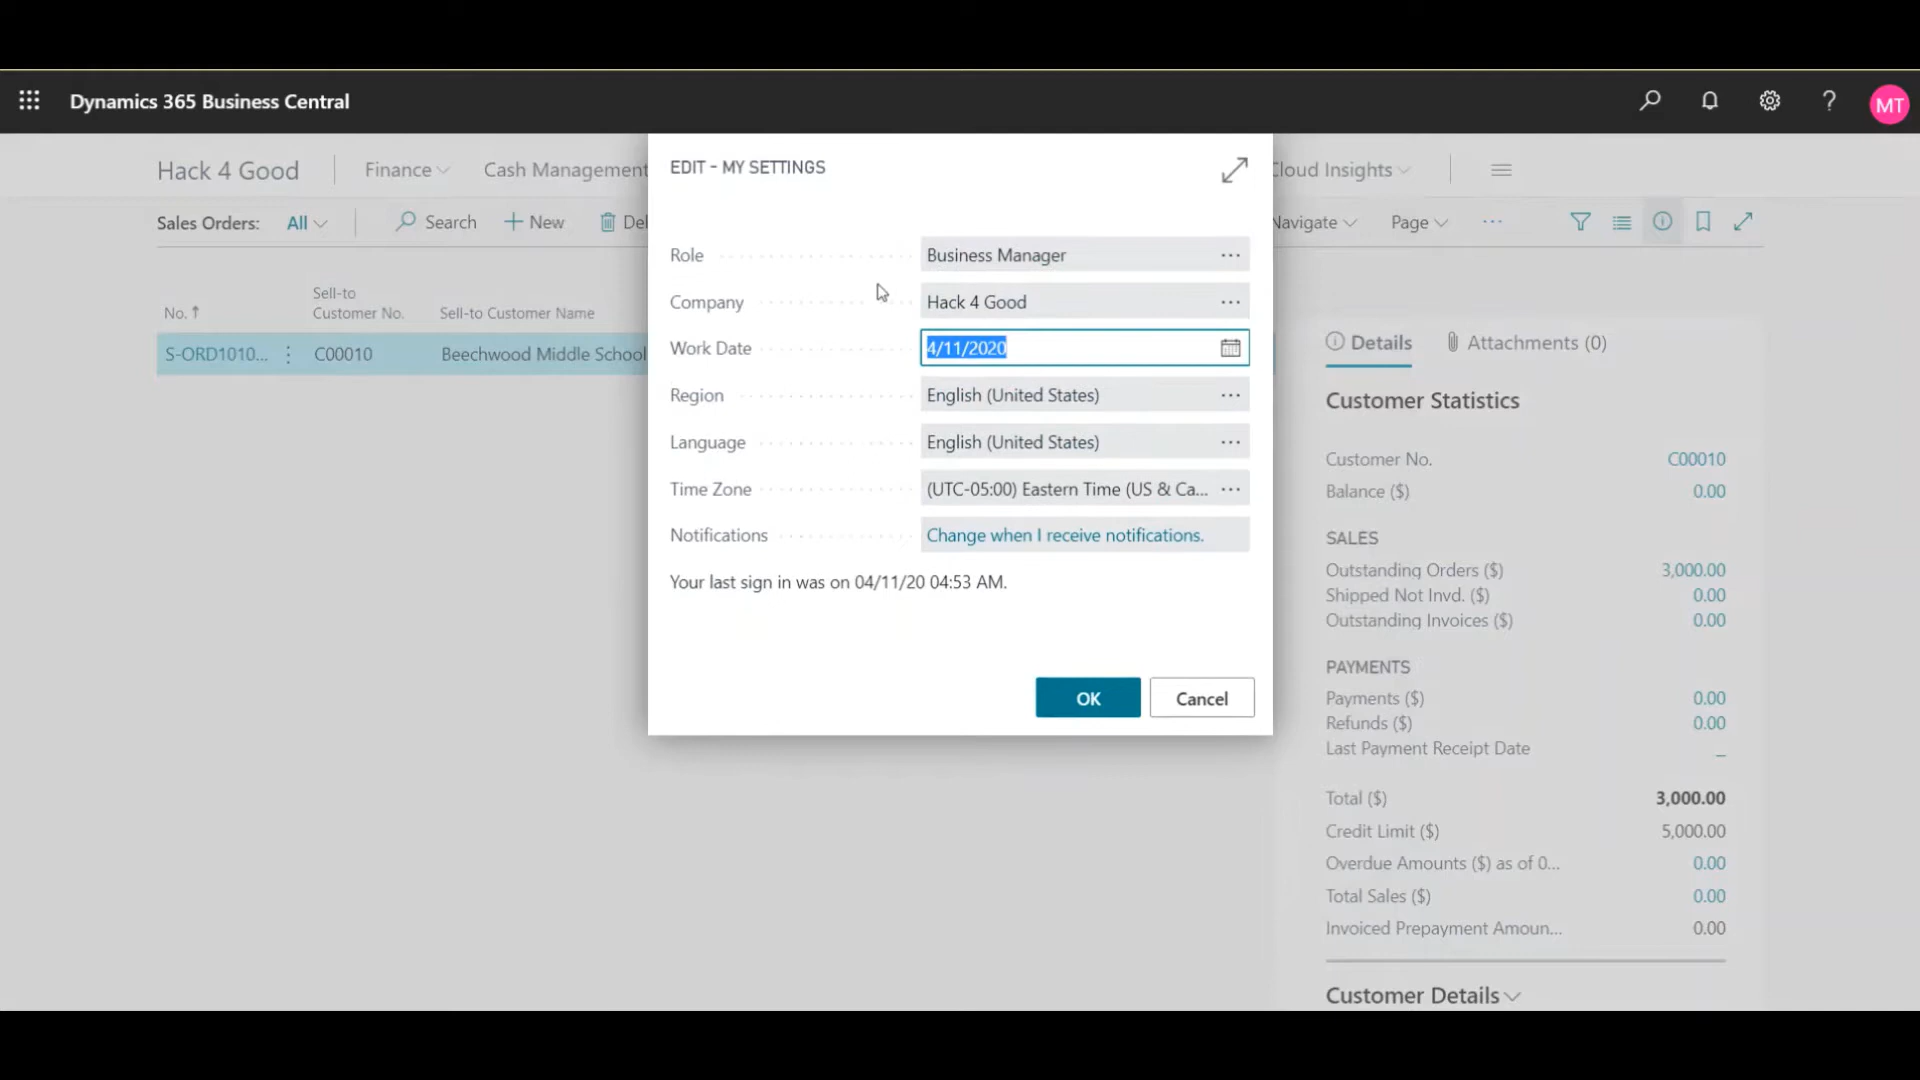 Dynamics 365 Business Central
?
MT
Hack 4 Good
Finance
Cash Management
Cloud Insights
Sales Orders:
All
Search
+ New
Del
Navigate
Page
...
EDIT - MY SETTINGS
Role
Business Manager
...
Company
Hack 4 Good
...
Work Date
4/11/2020
Region
English (United States)
...
Language
English (United States)
...
Time Zone
(UTC-05:00) Eastern Time (US & Ca...
...
Notifications
Change when I receive notifications.
Your last sign in was on 04/11/20 04:53 AM.
OK
Cancel
No. ↑
Sell-to
Customer No.
Sell-to Customer Name
S-ORD1010...
C00010
Beechwood Middle School
Details
Attachments (0)
Customer Statistics
Customer No.
C00010
Balance ($)
0.00
SALES
Outstanding Orders ($)
3,000.00
Shipped Not Invd. ($)
0.00
Outstanding Invoices ($)
0.00
PAYMENTS
Payments ($)
0.00
Refunds ($)
0.00
Last Payment Receipt Date
_
Total ($)
3,000.00
Credit Limit ($)
5,000.00
Overdue Amounts ($) as of 0...
0.00
Total Sales ($)
0.00
Invoiced Prepayment Amoun...
0.00
Customer Details